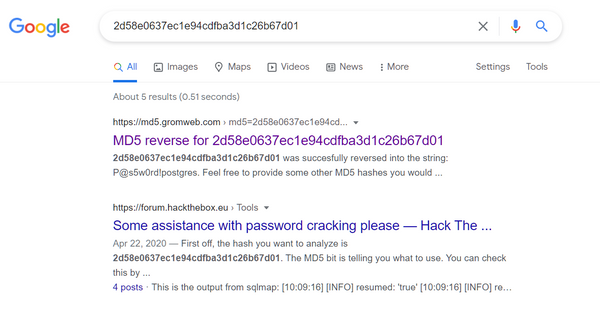 Google
2d58e0637ec1e94cdfba3d1c26b67d01
All Images Maps Videos News More Settings Tools
About 5 results (0.51 seconds)
https://md5.gromweb.com › md5=2d58e0637ec1e94cd...
MD5 reverse for 2d58e0637ec1e94cdfba3d1c26b67d01
2d58e0637ec1e94cdfba3d1c26b67d01 was succesfully reversed into the string:
P@s5w0rd!postgres. Feel free to provide some other MD5 hashes you would ...
https://forum.hackthebox.eu › Tools
Some assistance with password cracking please — Hack The ...
Apr 22, 2020 — First off, the hash you want to analyze is
2d58e0637ec1e94cdfba3d1c26b67d01. The MD5 bit is telling you what to use. You can check
this by ...
4 posts · This is the output from sqlmap: [10:09:16] [INFO] resumed: 'true' [10:09:16] [INFO] re...